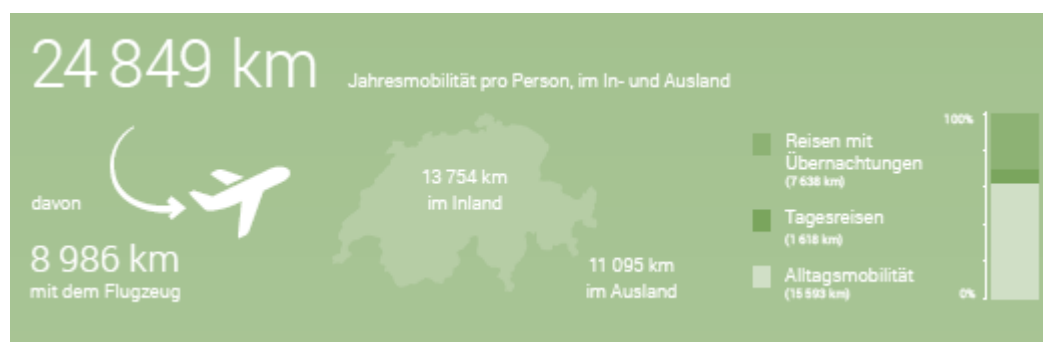 24 849 km
Jahresmobilität pro Person, im In- und Ausland
davon
8 986 km
mit dem Flugzeug
13 754 km
im Inland
11 095 km
im Ausland
Reisen mit
Übernachtungen
(7 638 km)
Tagesreisen
(1 618 km)
Alltagsmobilität
(15 593 km)
100%
0%